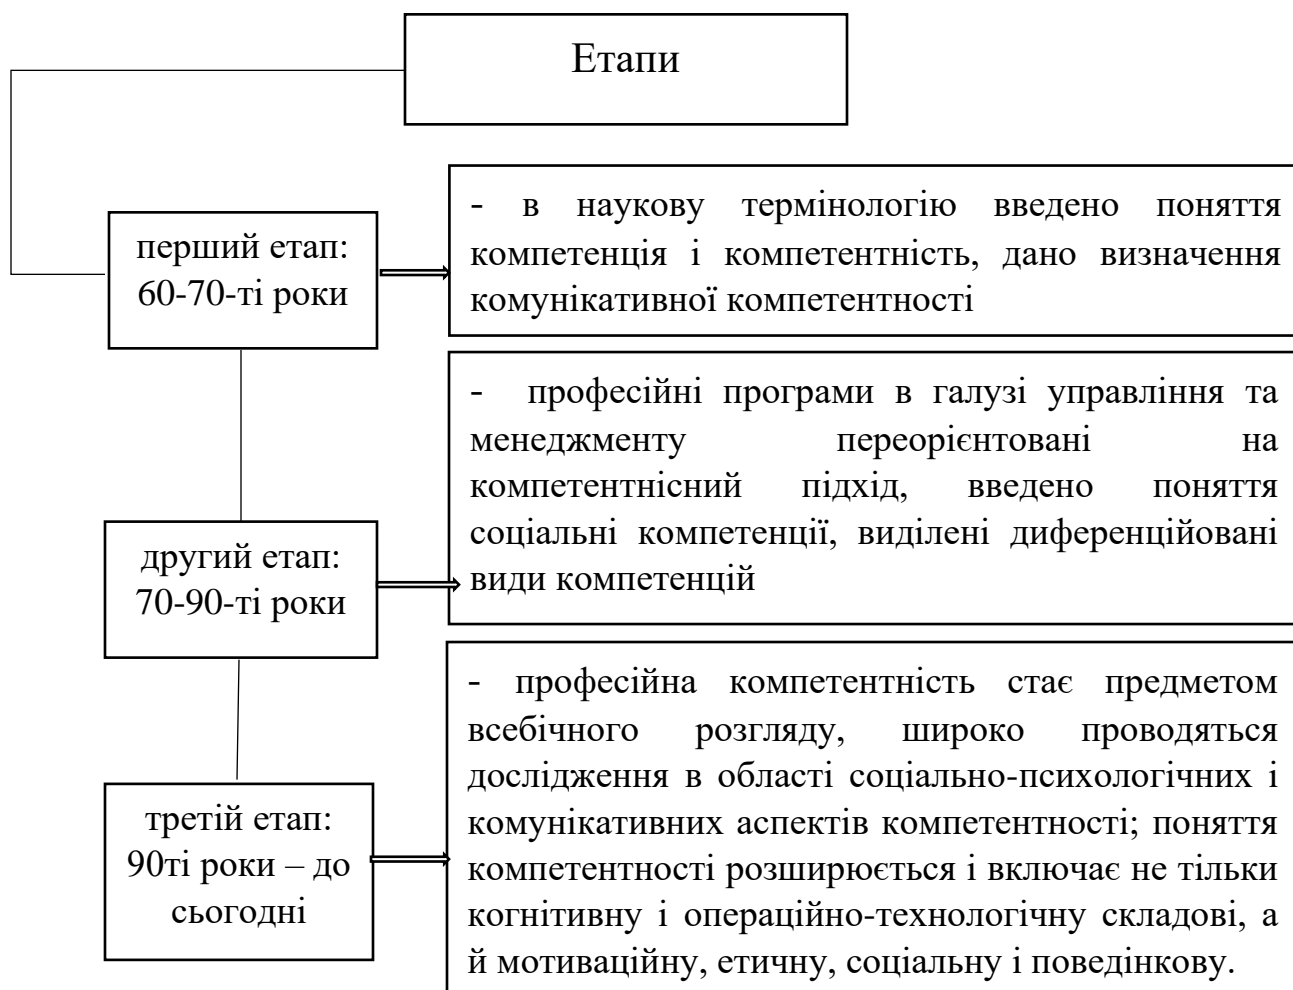 Етапи
перший етап:
60-70-ті роки
- в наукову термінологію введено поняття
компетенція і компетентність, дано визначення
комунікативної компетентності
другий етап:
70-90-ті роки
- професійні програми в галузі управління та
менеджменту переорієнтовані на
компетентнісний підхід, введено поняття
соціальні компетенції, виділені диференційовані
види компетенцій
третій етап:
90ті роки – до
сьогодні
- професійна компетентність стає предметом
всебічного розгляду, широко проводяться
дослідження в області соціально-психологічних і
комунікативних аспектів компетентності; поняття
компетентності розширюється і включає не тільки
когнітивну і операційно-технологічну складові, а
й мотиваційну, етичну, соціальну і поведінкову.